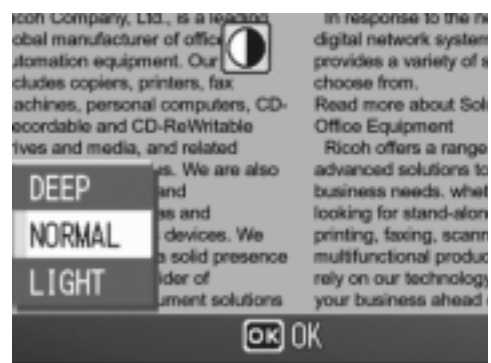 icoh Company, Ltd., is a leading
obal manufacturer of office
utomation equipment. Our
cludes copiers, printers, fax
achines, personal computers, CD-
ecordable and CD-ReWritable
rives and media, and related
us. We are also
and
as and
devices. We
a solid presence
ider of
ument solutions
In response to the ne
digital network system
provides a variety of s
choose from.
Read more about Solu
Office Equipment
Ricoh offers a range
advanced solutions to
business needs. whet
looking for stand-alon
printing, faxing, scann
multifunctional produc
rely on our technology
your business ahead
DEEP
NORMAL
LIGHT
OK OK